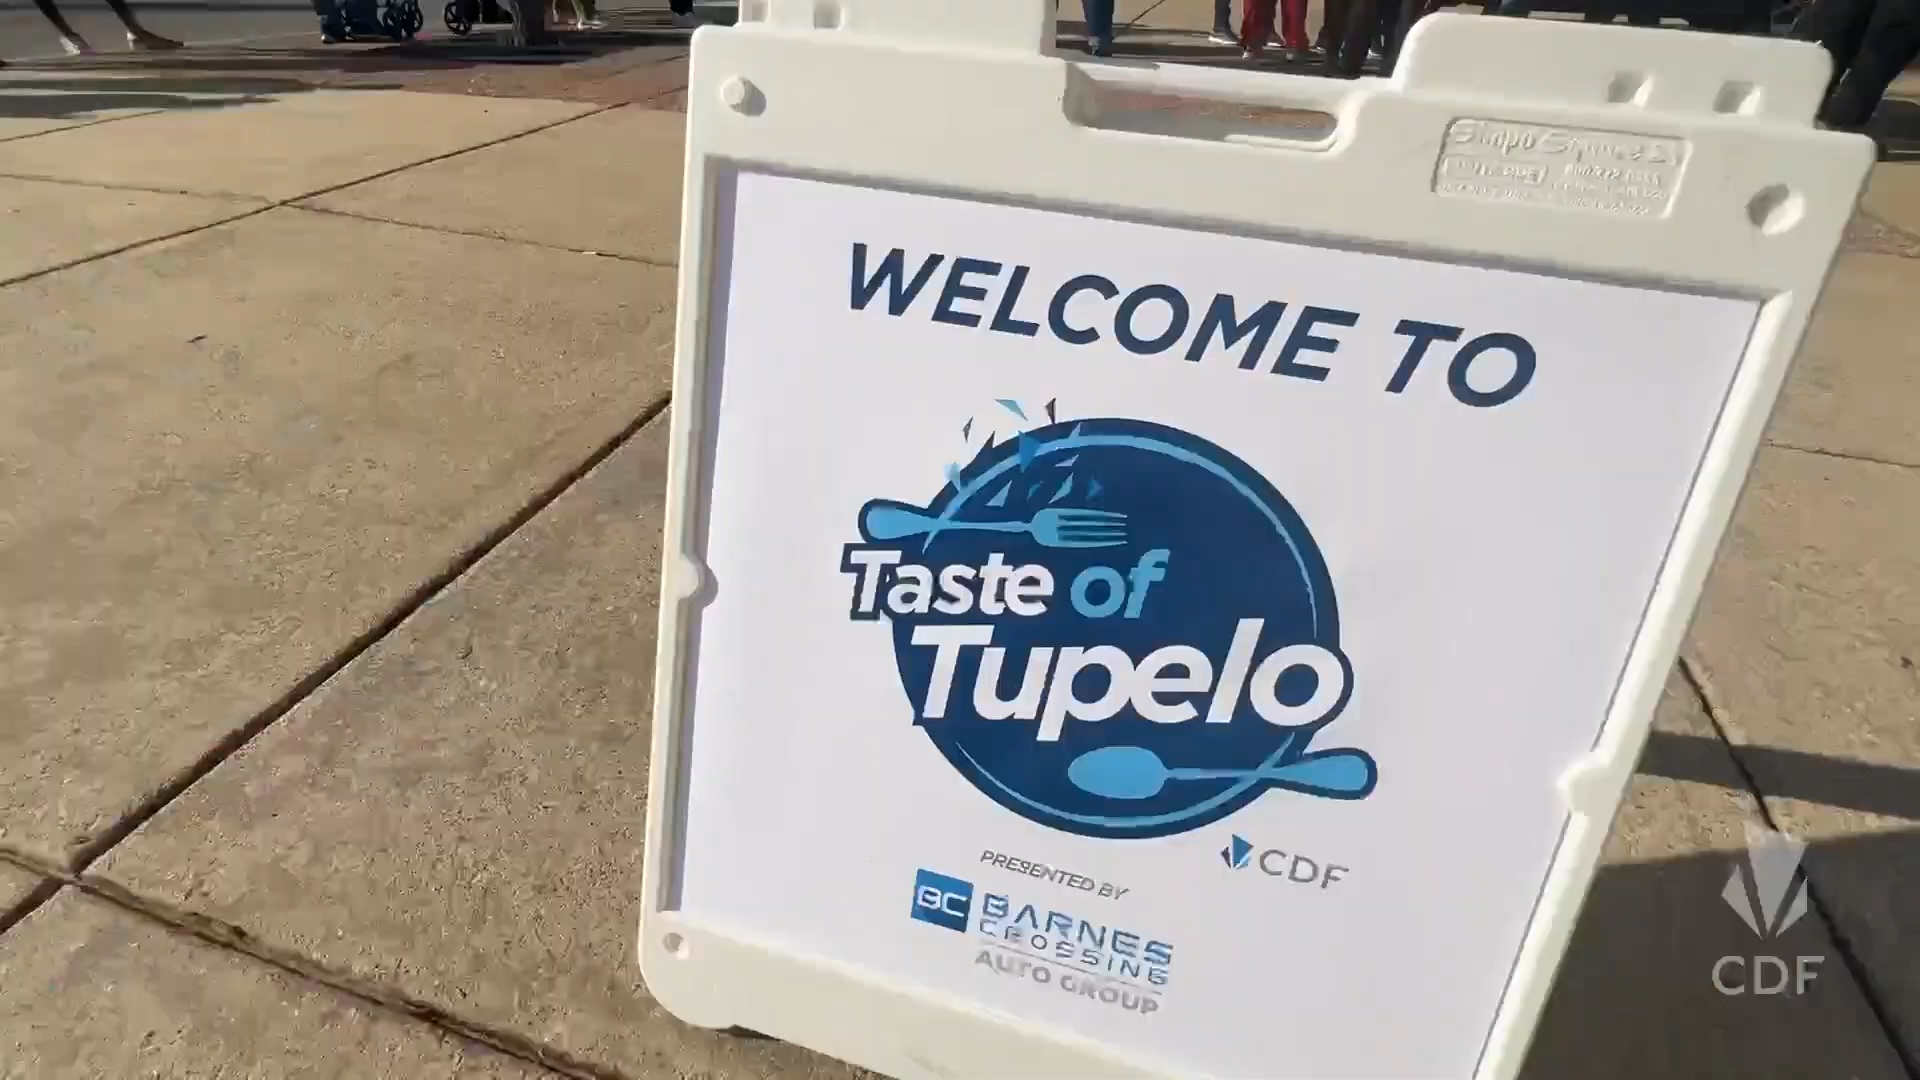 WELCOME TO
Taste of
Tupelo
CDF
PRESENTED BY
BC BARNES
CROSSING
AUTO GROUP
CDF